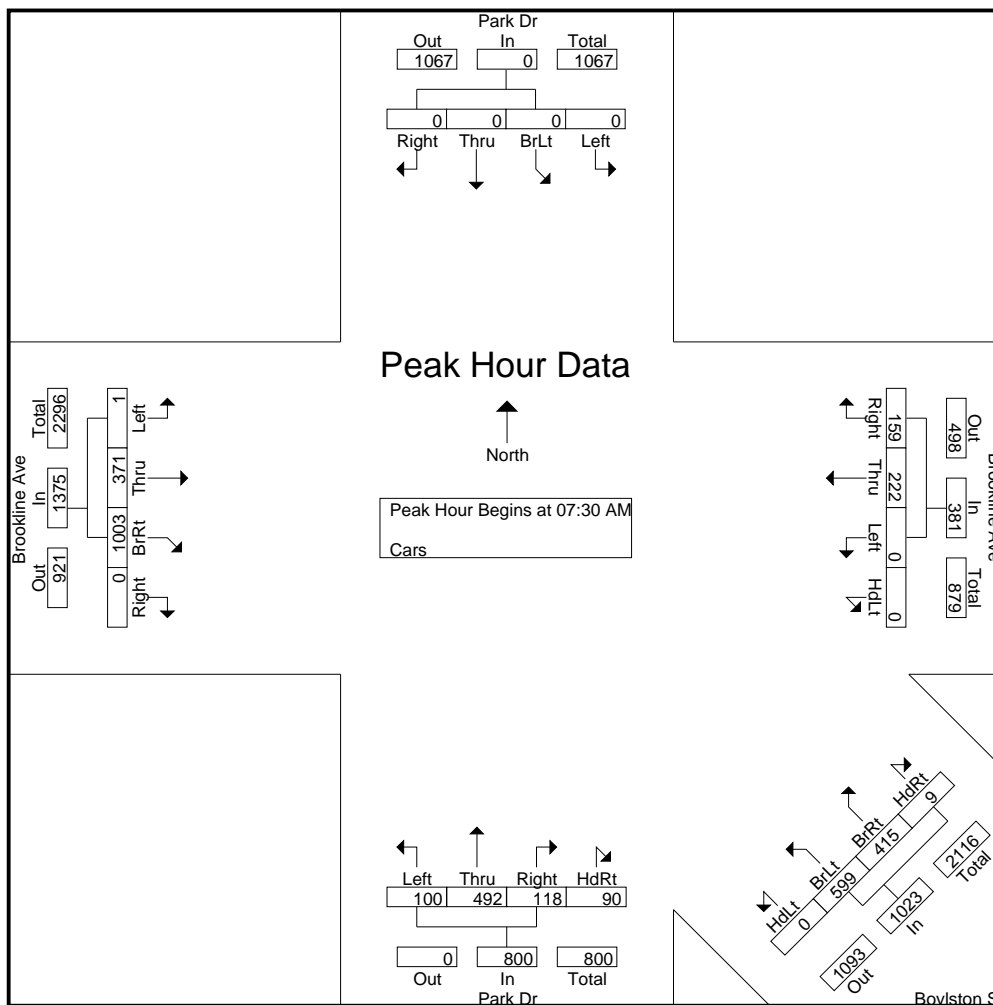 Park Dr
Out In Total
1067 0 1067
0 0 0 0
Right Thru BrLt Left
Peak Hour Data
North
Peak Hour Begins at 07:30 AM
Cars
Brookline Ave
Total In Out
2296 1375 921
1 371 1003 0
Left Thru BrRt Right
Right Thru Left HdLt
159 222 0 0
Out In Total
498 381 879
Brookline Ave
HdLt BrLt BrRt HdRt
0 599 415 9
1093 1023 2116
Out In Total
Boylston S
Left Thru Right HdRt
100 492 118 90
0 800 800
Out In Total
Park Dr